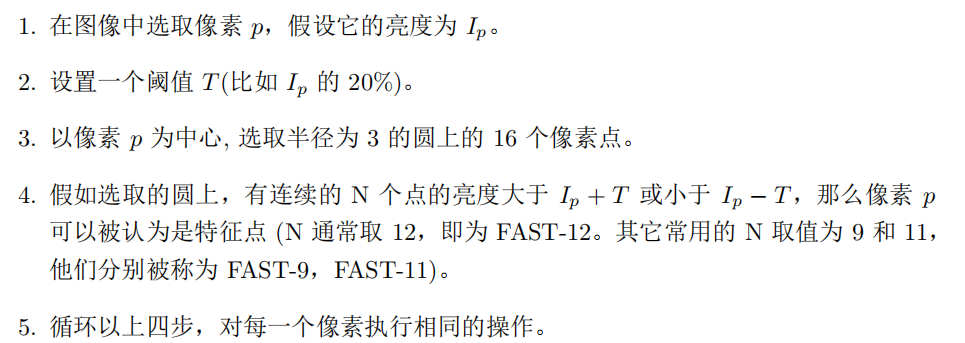 1. 在图像中选取像素 p，假设它的亮度为 Ip。
2. 设置一个阈值 T(比如 Ip 的 20%)。
3. 以像素 p 为中心, 选取半径为 3 的圆上的 16 个像素点。
4. 假如选取的圆上，有连续的 N 个点的亮度大于 Ip + T 或小于 Ip − T，那么像素 p
可以被认为是特征点 (N 通常取 12，即为 FAST-12。其它常用的 N 取值为 9 和 11，
他们分别被称为 FAST-9，FAST-11)。
5. 循环以上四步，对每一个像素执行相同的操作。